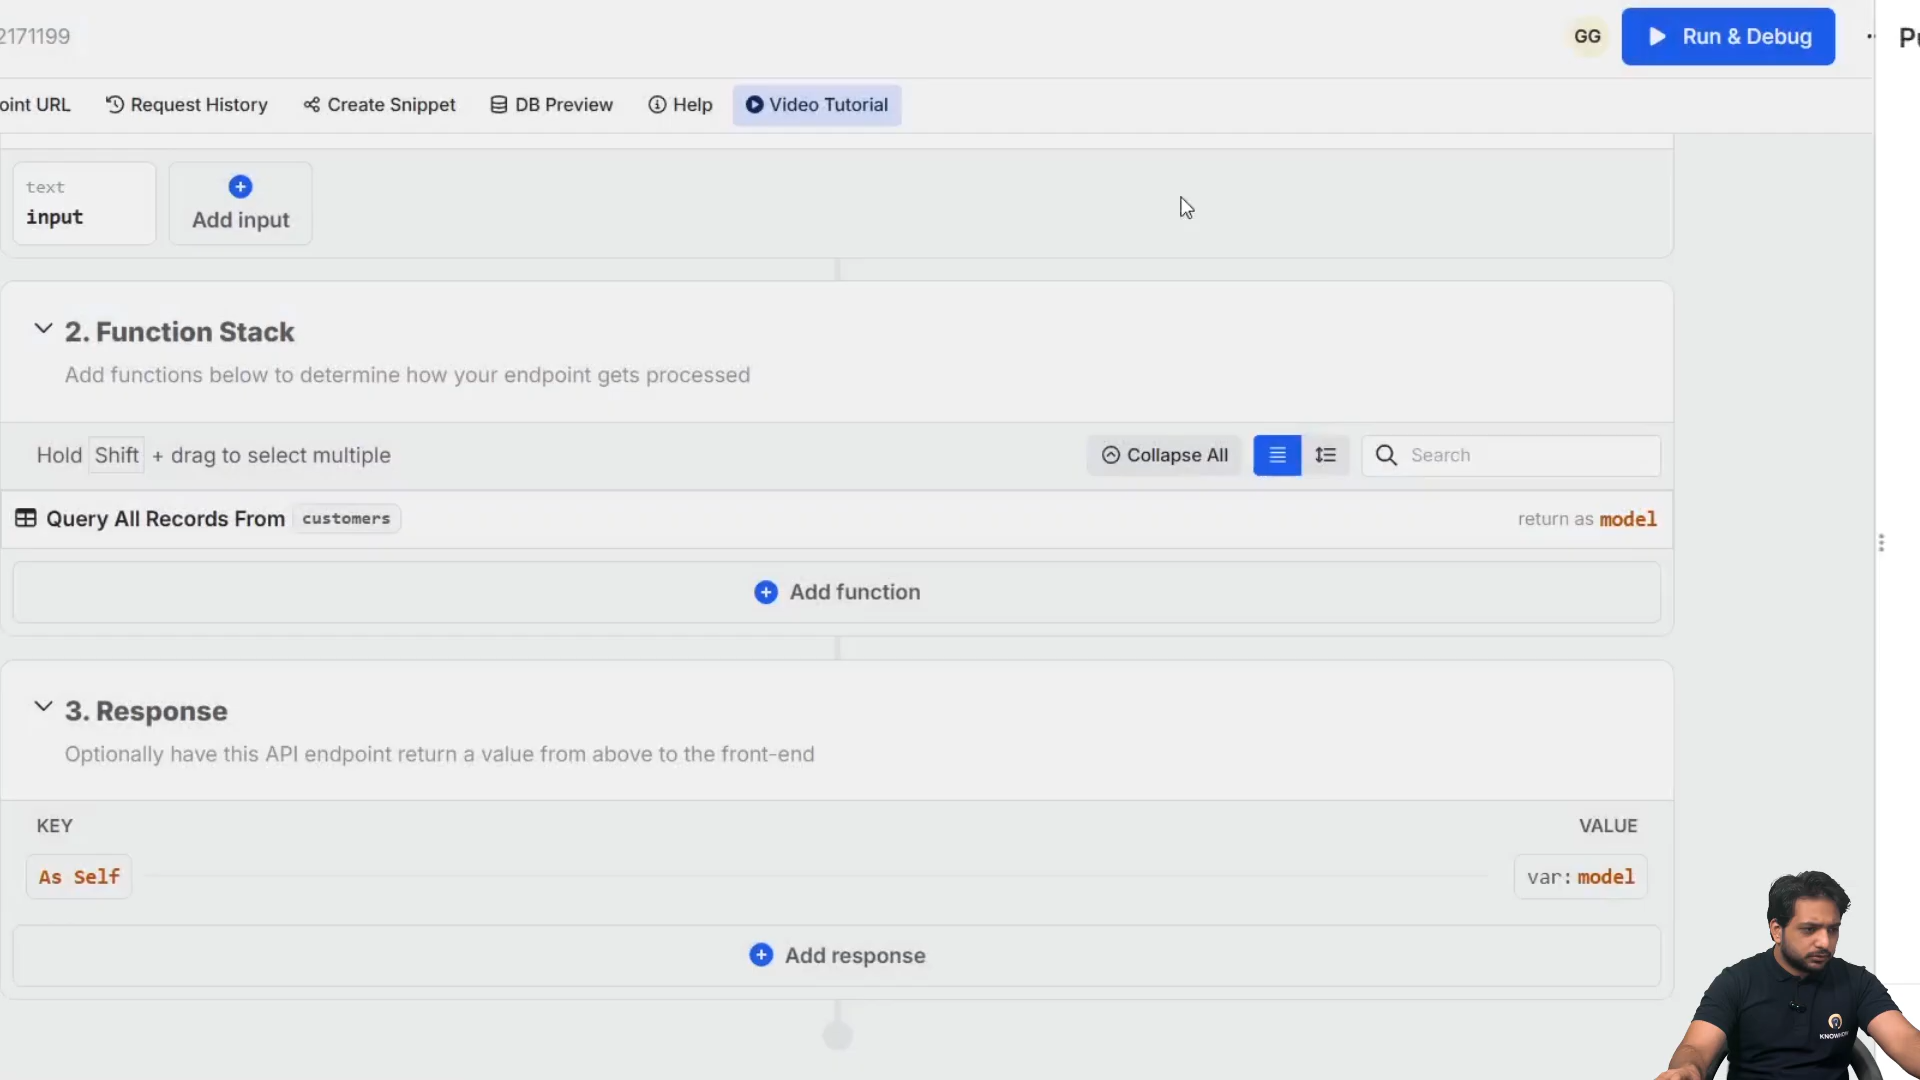 2171199
GG
Run & Debug
oint URL
Request History
Create Snippet
DB Preview
Help
Video Tutorial
text
input
Add input
2. Function Stack
Add functions below to determine how your endpoint gets processed
Hold Shift + drag to select multiple
Collapse All
Search
Query All Records From customers
return as model
Add function
3. Response
Optionally have this API endpoint return a value from above to the front-end
KEY
VALUE
As Self
var: model
Add response